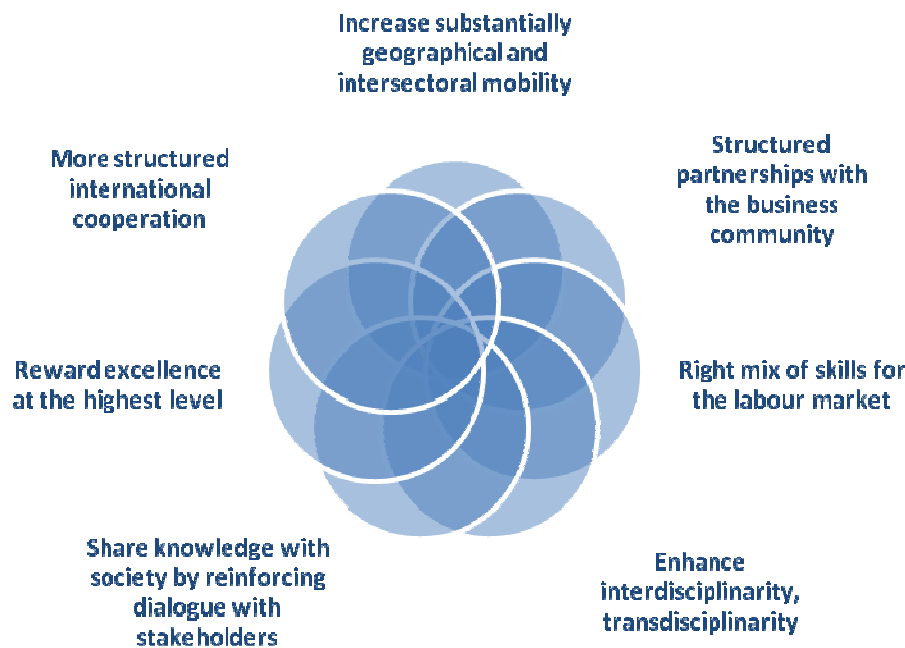 Increase substantially
geographical and
intersectoral mobility
Structured
partnerships with
the business
community
Right mix of skills for
the labour market
Enhance
interdisciplinarity,
transdisciplinarity
Share knowledge with
society by reinforcing
dialogue with
stakeholders
Reward excellence
at the highest level
More structured
international
cooperation